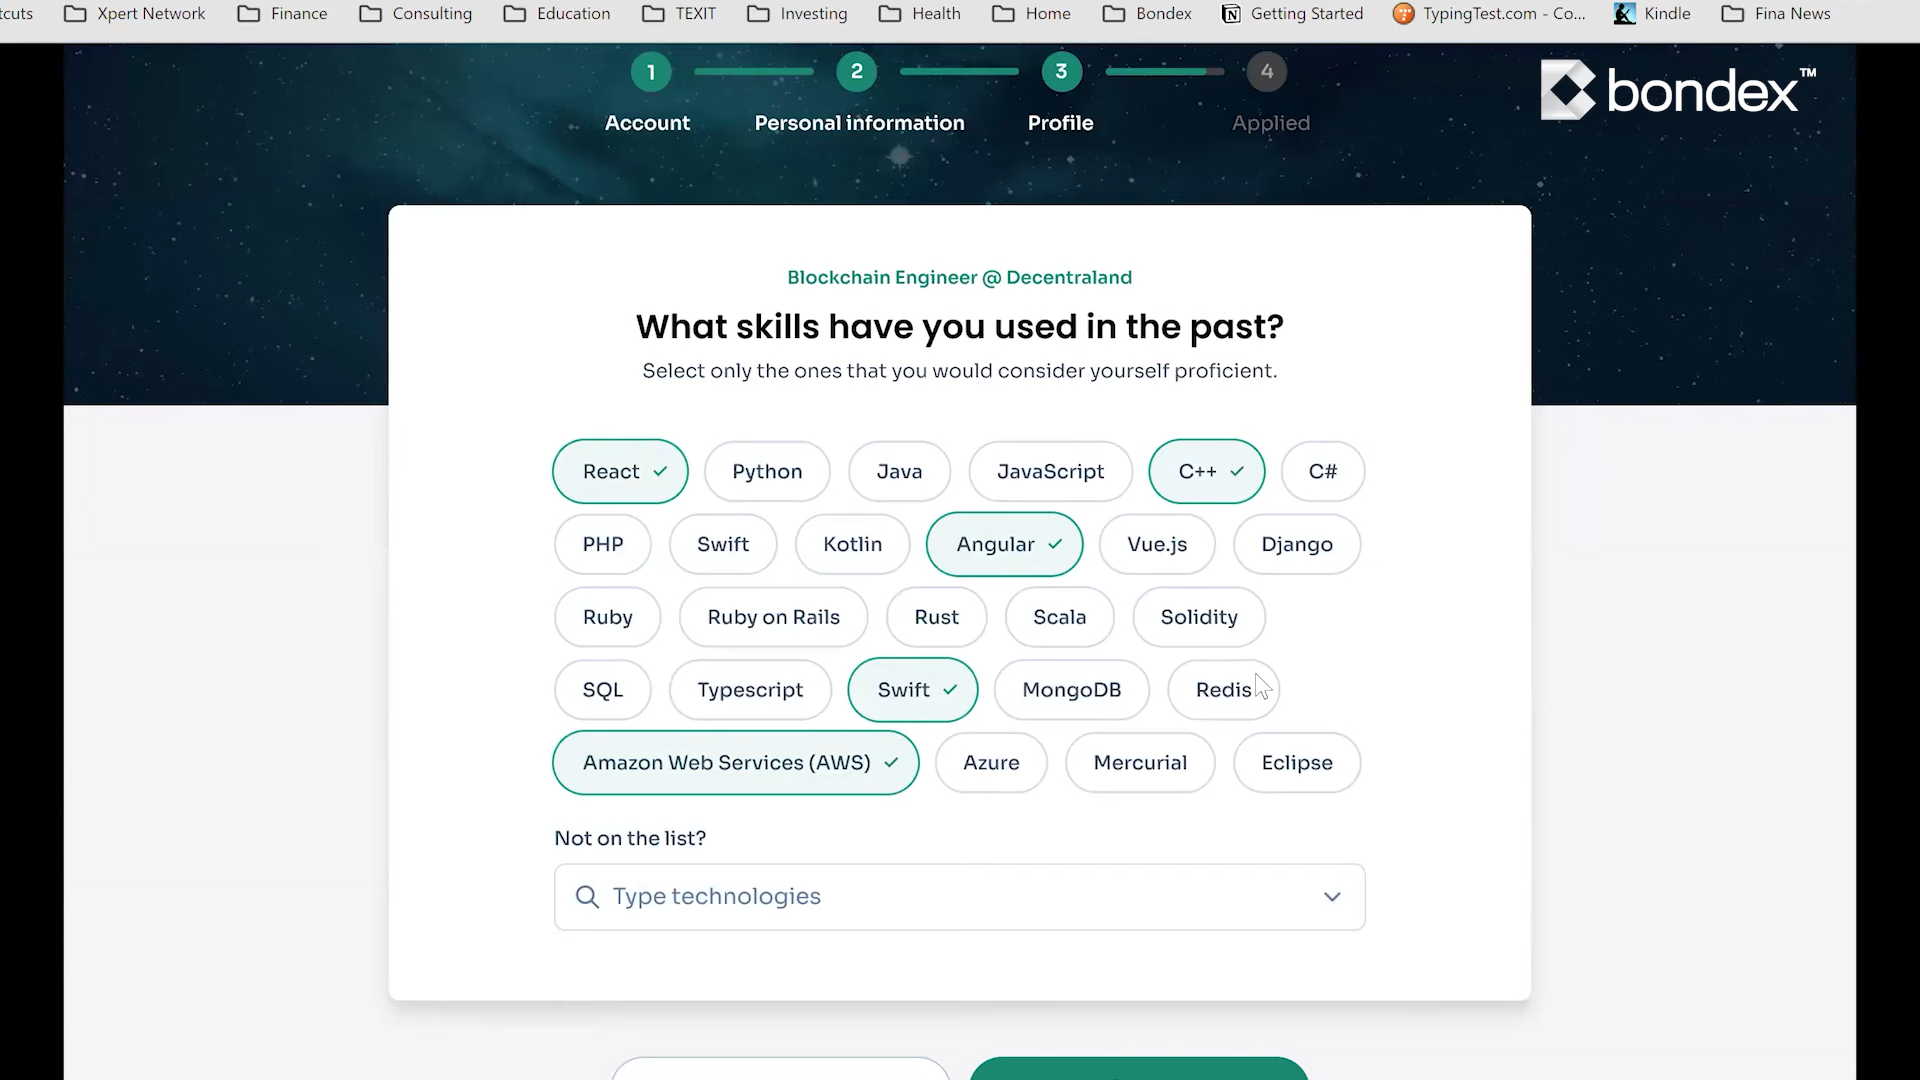 tcuts Xpert Network Finance Consulting Education TEXIT Investing Health Home Bondex Getting Started TypingTest.com - Co... Kindle Fina News
1 2 3 4
Account Personal information Profile Applied
bondex™
Blockchain Engineer @ Decentraland
What skills have you used in the past?
Select only the ones that you would consider yourself proficient.
React Python Java JavaScript C++ C#
PHP Swift Kotlin Angular Vue.js Django
Ruby Ruby on Rails Rust Scala Solidity
SQL Typescript Swift MongoDB Redis
Amazon Web Services (AWS) Azure Mercurial Eclipse
Not on the list?
Type technologies